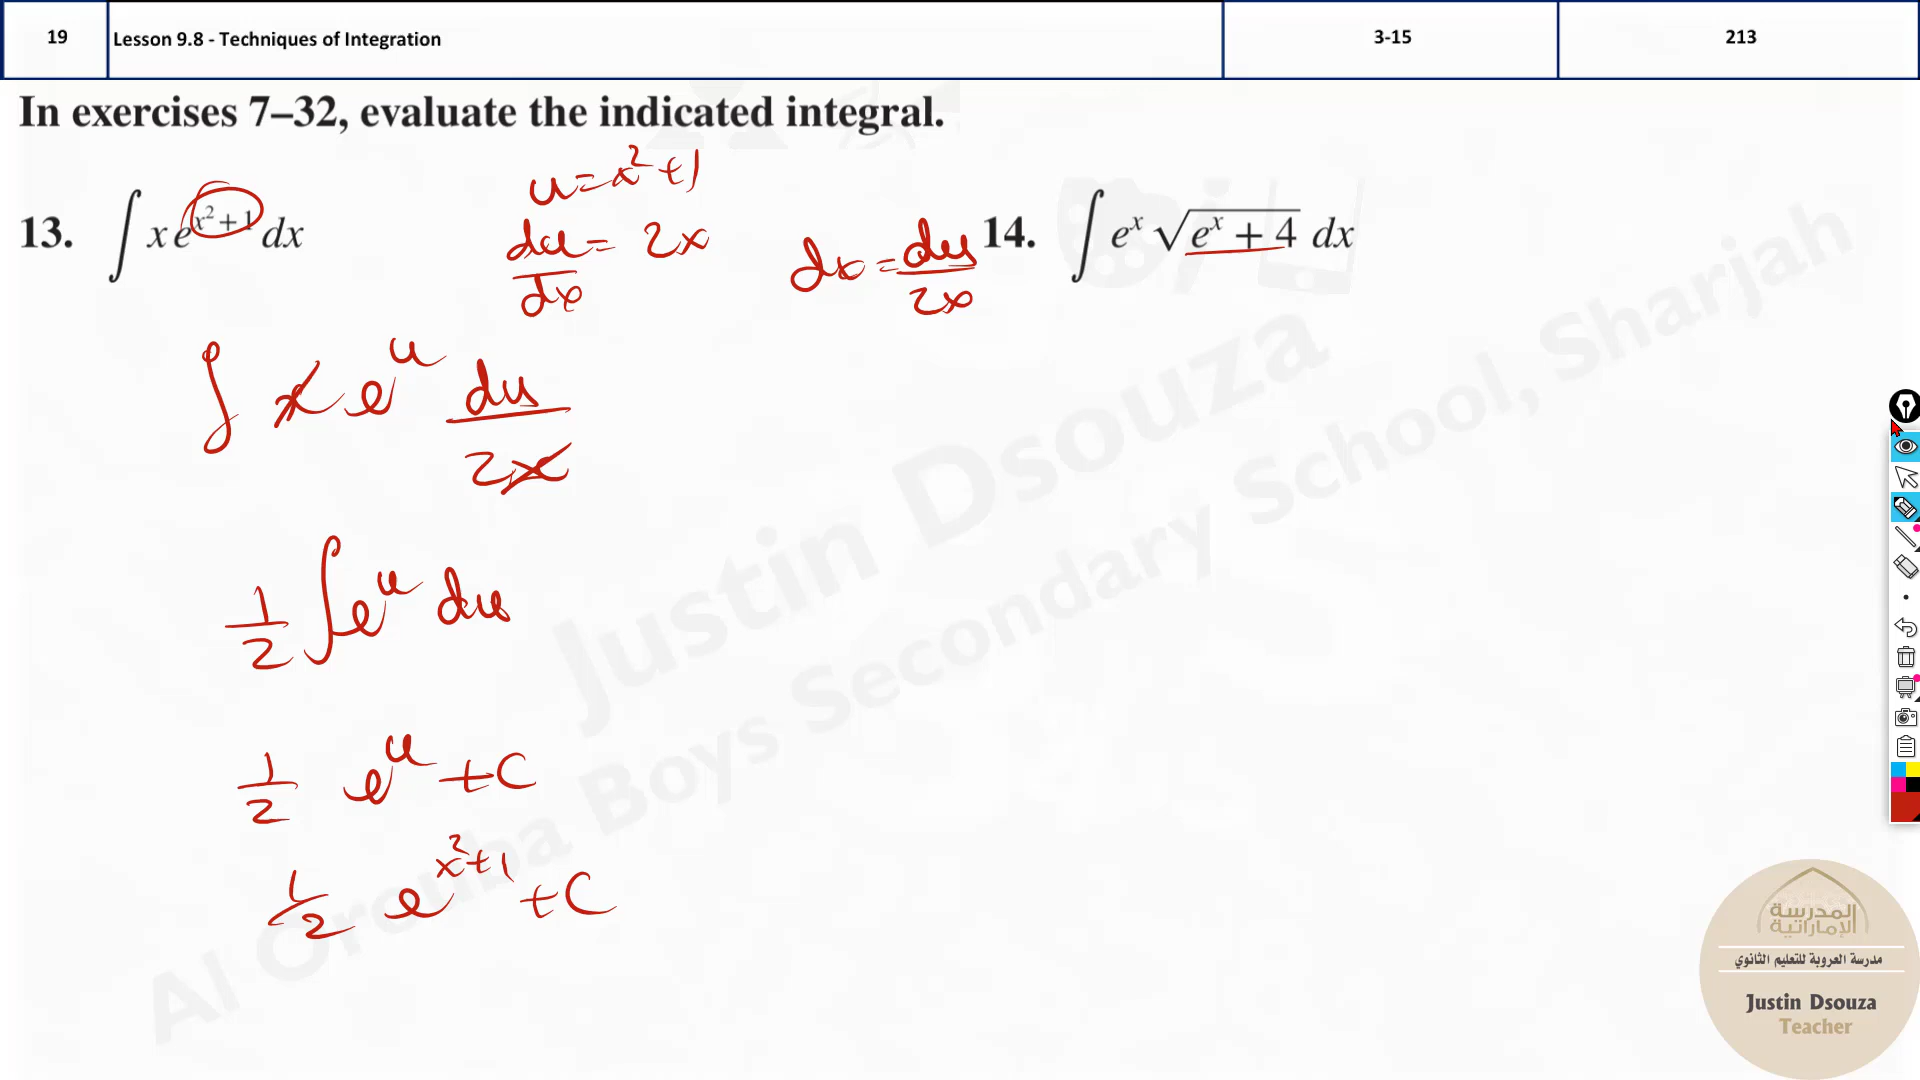 19 Lesson 9.8 - Techniques of Integration 3-15 213
In exercises 7–32, evaluate the indicated integral.
13. ∫ x e^{x²+1} dx
u = x²+1
du/dx = 2x
dx = du/2x
∫ x e^u du/2x
1/2 ∫ e^u du
1/2 e^u + C
1/2 e^{x²+1} + C
14. ∫ e^x √(e^x + 4) dx
Justin Dsouza
Al Orouba Boys Secondary School, Sharjah
المدرسة
الإماراتية
مدرسة العروبة للتعليم الثانوي
Justin Dsouza
Teacher